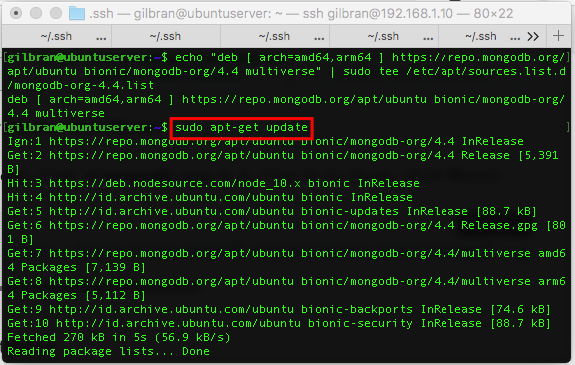 .ssh — gilbran@ubuntuserver: ~ — -- .ssh gilbran@192.168.1.10 — 80×22
~/.ssh ... ~/.ssh ... ~/.ssh ... ~/.ssh ... ~/.ssh >> +
[gilbran@ubuntuserver:~$ echo "deb [ arch=amd64,arm64 ] https://repo.mongodb.org/]
apt/ubuntu bionic/mongodb-org/4.4 multiverse" | sudo tee /etc/apt/sources.list.d
/mongodb-org-4.4.list
deb [ arch=amd64,arm64 ] https://repo.mongodb.org/apt/ubuntu bionic/mongodb-org/
4.4 multiverse
[gilbran@ubuntuserver:~$ sudo apt-get update ]
Ign:1 https://repo.mongodb.org/apt/ubuntu bionic/mongodb-org/4.4 InRelease
Get:2 https://repo.mongodb.org/apt/ubuntu bionic/mongodb-org/4.4 Release [5,391
B]
Hit:3 https://deb.nodesource.com/node_10.x bionic InRelease
Hit:4 http://id.archive.ubuntu.com/ubuntu bionic InRelease
Get:5 http://id.archive.ubuntu.com/ubuntu bionic-updates InRelease [88.7 kB]
Get:6 https://repo.mongodb.org/apt/ubuntu bionic/mongodb-org/4.4 Release.gpg [80
1 B]
Get:7 https://repo.mongodb.org/apt/ubuntu bionic/mongodb-org/4.4/multiverse amd6
4 Packages [7,139 B]
Get:8 https://repo.mongodb.org/apt/ubuntu bionic/mongodb-org/4.4/multiverse arm6
4 Packages [5,112 B]
Get:9 http://id.archive.ubuntu.com/ubuntu bionic-backports InRelease [74.6 kB]
Get:10 http://id.archive.ubuntu.com/ubuntu bionic-security InRelease [88.7 kB]
Fetched 270 kB in 5s (56.9 kB/s)
Reading package lists... Done